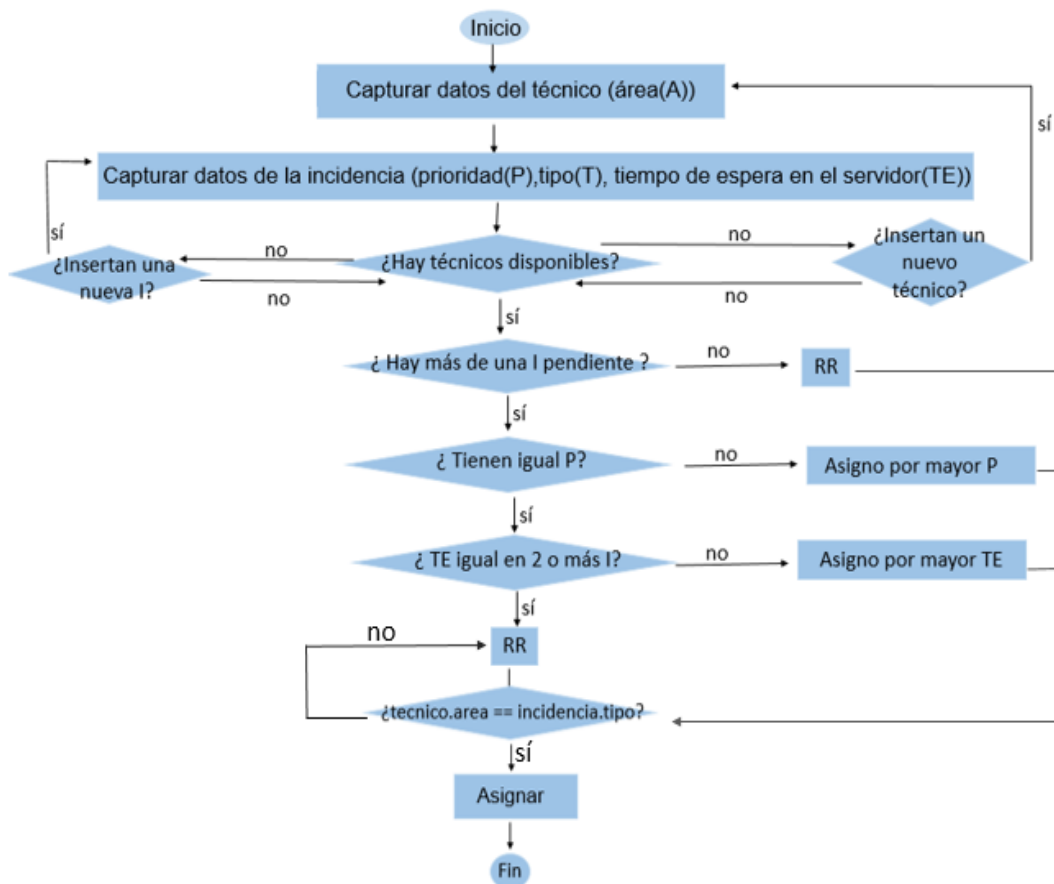 Inicio
Capturar datos del técnico (área(A))
sí
Capturar datos de la incidencia (prioridad(P),tipo(T), tiempo de espera en el servidor(TE))
sí
no
no
¿Insertan una
nueva I?
¿Hay técnicos disponibles?
¿Insertan un
nuevo
técnico?
no
no
sí
¿ Hay más de una I pendiente ?
no
RR
sí
¿ Tienen igual P?
no
Asigno por mayor P
sí
¿ TE igual en 2 o más I?
no
Asigno por mayor TE
sí
no
RR
¿tecnico.area == incidencia.tipo?
sí
Asignar
Fin